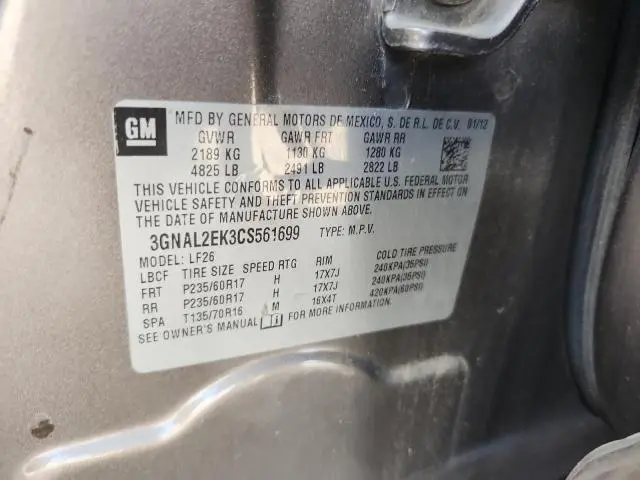 GM
MFD BY GENERAL MOTORS DE MEXICO, S. DE R.L. DE C.V. 01/12
GVWR GAWR FRT GAWR RR
2189 KG 1130 KG 1280 KG
4825 LB 2491 LB 2822 LB
THIS VEHICLE CONFORMS TO ALL APPLICABLE U.S. FEDERAL MOTOR
VEHICLE SAFETY AND THEFT PREVENTION STANDARDS IN EFFECT ON
THE DATE OF MANUFACTURE SHOWN ABOVE.
3GNAL2EK3CS561699 TYPE: M.P.V.
MODEL: LF26
LBCF TIRE SIZE SPEED RTG RIM COLD TIRE PRESSURE
FRT P235/60R17 H 17X7J 240KPA(35PSI)
RR P235/60R17 H 17X7J 240KPA(35PSI)
SPA T135/70R16 M 16X4T 420KPA(60PSI)
SEE OWNER'S MANUAL FOR MORE INFORMATION.